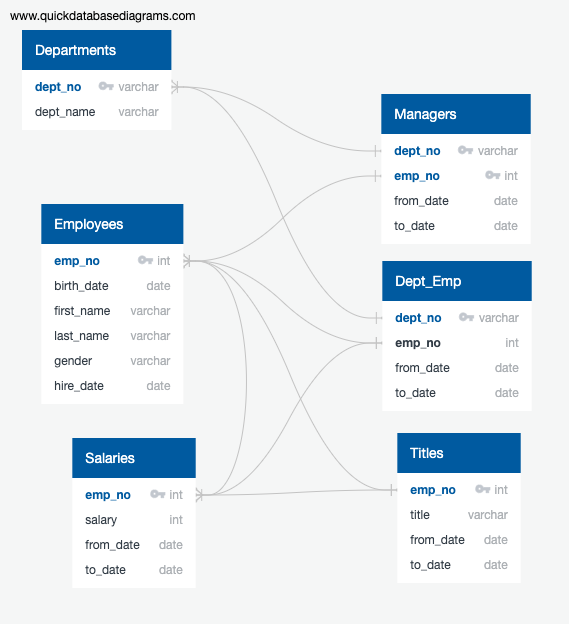 www.quickdatabasediagrams.com
Departments
dept_no varchar
dept_name varchar
Managers
dept_no varchar
emp_no int
from_date date
to_date date
Employees
emp_no int
birth_date date
first_name varchar
last_name varchar
gender varchar
hire_date date
Dept_Emp
dept_no varchar
emp_no int
from_date date
to_date date
Salaries
emp_no int
salary int
from_date date
to_date date
Titles
emp_no int
title varchar
from_date date
to_date date